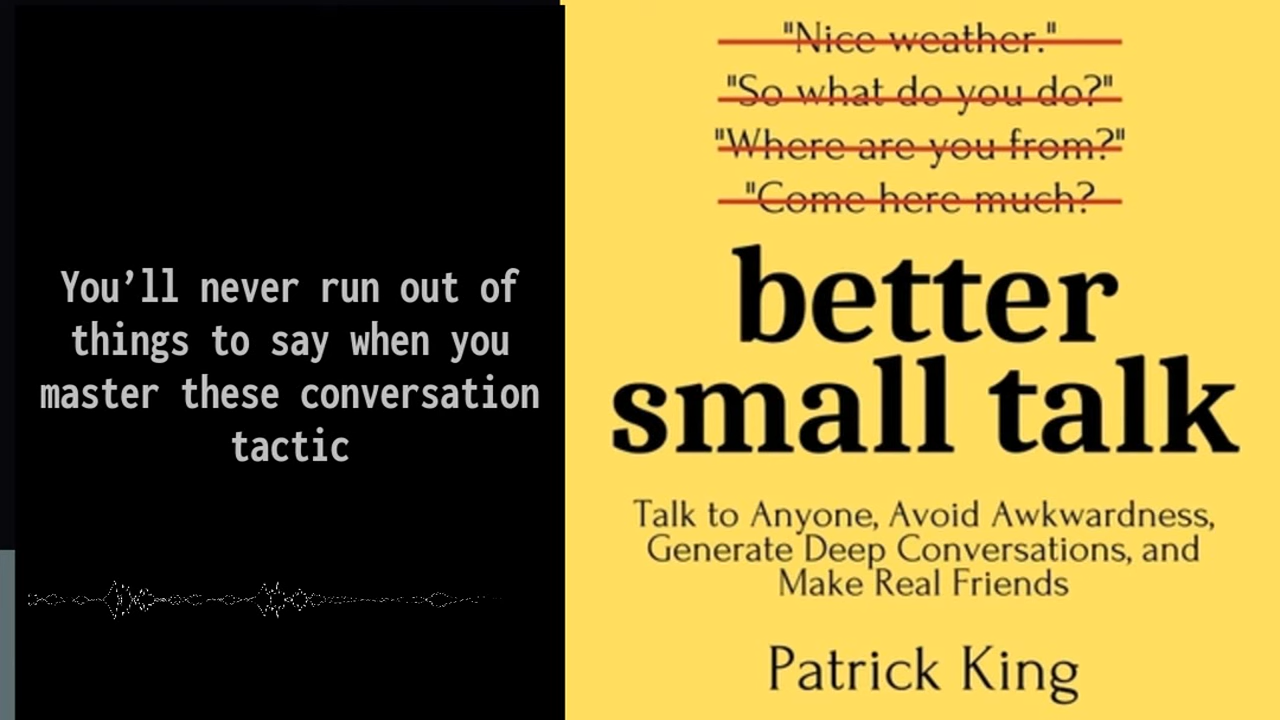 You’ll never run out of
things to say when you
master these conversation
tactic
"Nice weather."
"So what do you do?"
"Where are you from?"
"Come here much?
better
small talk
Talk to Anyone, Avoid Awkwardness,
Generate Deep Conversations, and
Make Real Friends
Patrick King